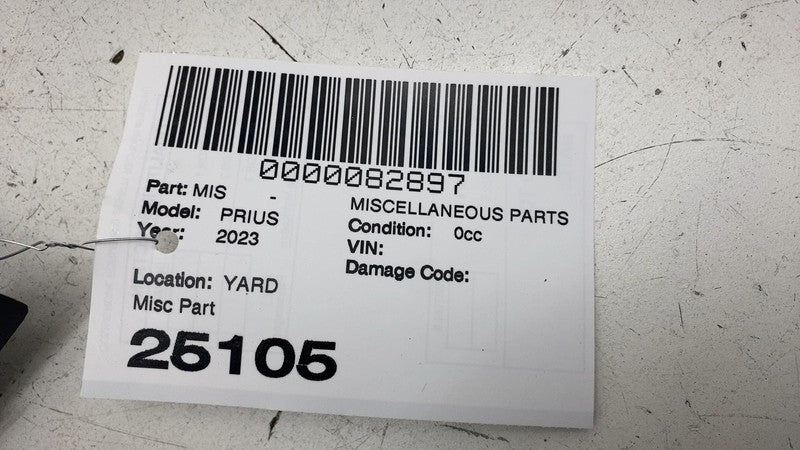 0000082897
Part: MIS - MISCELLANEOUS PARTS
Model: PRIUS Condition: 0cc
Year: 2023 VIN:
Damage Code:
Location: YARD
Misc Part
25105